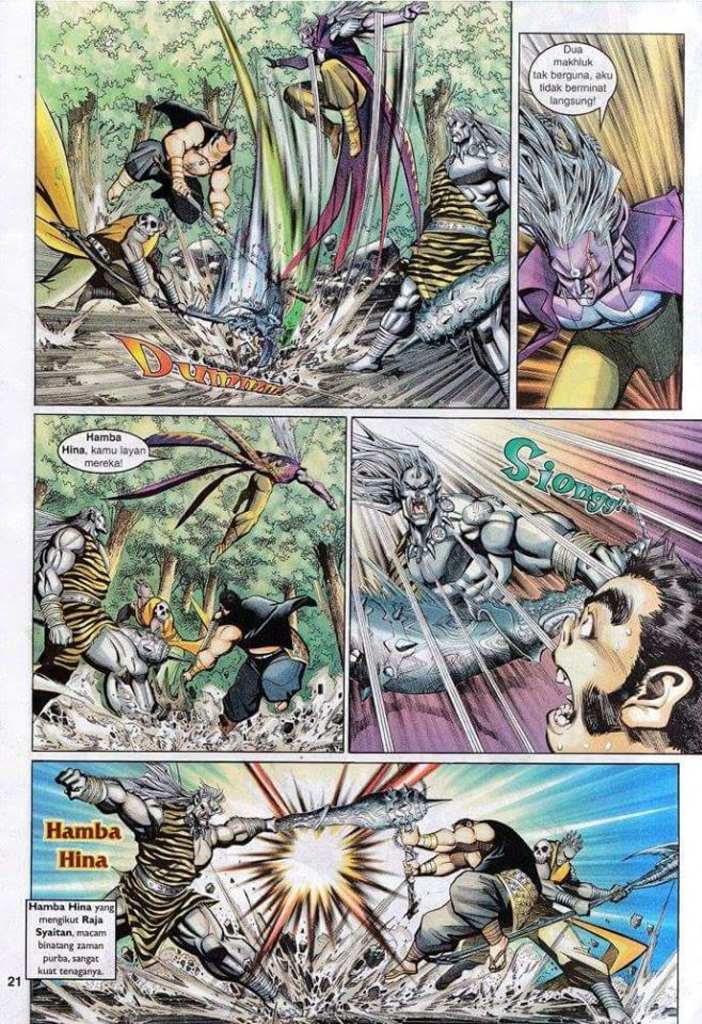 Dua
makhluk
tak berguna, aku
tidak berminat
langsung!
Dummm
Hamba
Hina, kamu layan
mereka!
Siongg!
Hamba
Hina
Hamba Hina yang
mengikut Raja
Syaitan, macam
binatang zaman
purba, sangat
kuat tenaganya.
21